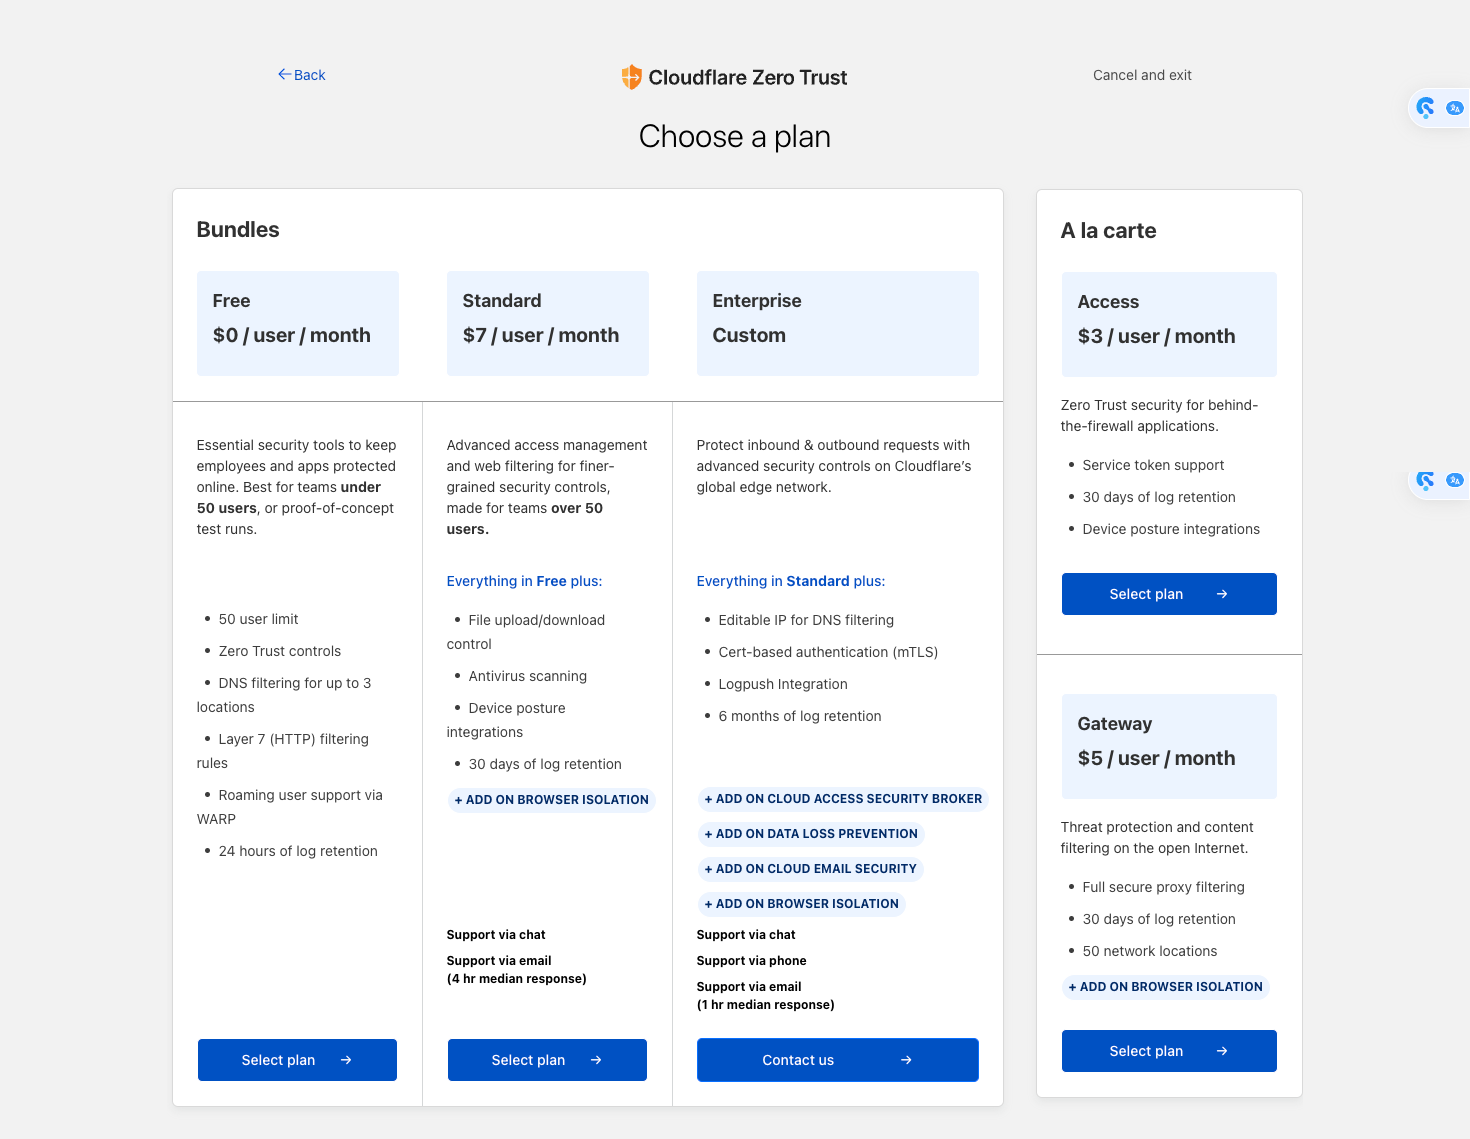 Back
Cloudflare Zero Trust
Cancel and exit
Choose a plan
Bundles
Free
$0 / user / month
Standard
$7 / user / month
Enterprise
Custom
Essential security tools to keep
employees and apps protected
online. Best for teams under
50 users, or proof-of-concept
test runs.
• 50 user limit
• Zero Trust controls
• DNS filtering for up to 3
locations
• Layer 7 (HTTP) filtering
rules
• Roaming user support via
WARP
• 24 hours of log retention
Select plan
Advanced access management
and web filtering for finer-
grained security controls,
made for teams over 50
users.
Everything in Free plus:
• File upload/download
control
• Antivirus scanning
• Device posture
integrations
• 30 days of log retention
+ ADD ON BROWSER ISOLATION
Support via chat
Support via email
(4 hr median response)
Select plan
Protect inbound & outbound requests with
advanced security controls on Cloudflare's
global edge network.
Everything in Standard plus:
• Editable IP for DNS filtering
• Cert-based authentication (mTLS)
• Logpush Integration
• 6 months of log retention
+ ADD ON CLOUD ACCESS SECURITY BROKER
+ ADD ON DATA LOSS PREVENTION
+ ADD ON CLOUD EMAIL SECURITY
+ ADD ON BROWSER ISOLATION
Support via chat
Support via phone
Support via email
(1 hr median response)
Contact us
A la carte
Access
$3 / user / month
Zero Trust security for behind-
the-firewall applications.
• Service token support
• 30 days of log retention
• Device posture integrations
Select plan
Gateway
$5 / user / month
Threat protection and content
filtering on the open Internet.
• Full secure proxy filtering
• 30 days of log retention
• 50 network locations
+ ADD ON BROWSER ISOLATION
Select plan